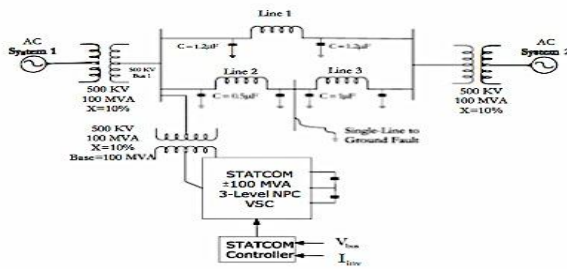 Line 1
AC
System 1
C = 1.2μF
C = 1.2μF
AC
System 2
500 KV
Bus 1
Line 2
Line 3
500 KV
100 MVA
X=10%
C = 0.5μF
C = 1μF
500 KV
100 MVA
X=10%
500 KV
100 MVA
X=10%
Base=100 MVA
Single-Line to
Ground Fault
STATCOM
±100 MVA
3-Level NPC
VSC
STATCOM
Controller
I